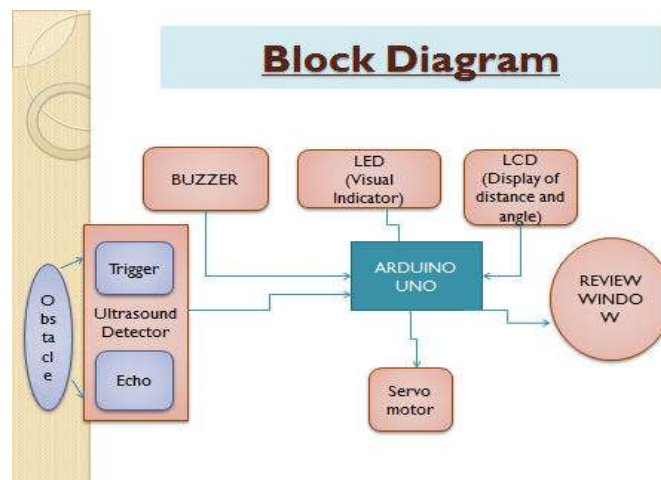 Block Diagram
BUZZER
LED
(Visual
Indicator)
LCD
(Display of
distance and
angle)
O
bs
ta
cl
e
Trigger
Ultrasound
Detector
Echo
ARDUINO
UNO
REVIEW
WINDO
W
Servo
motor